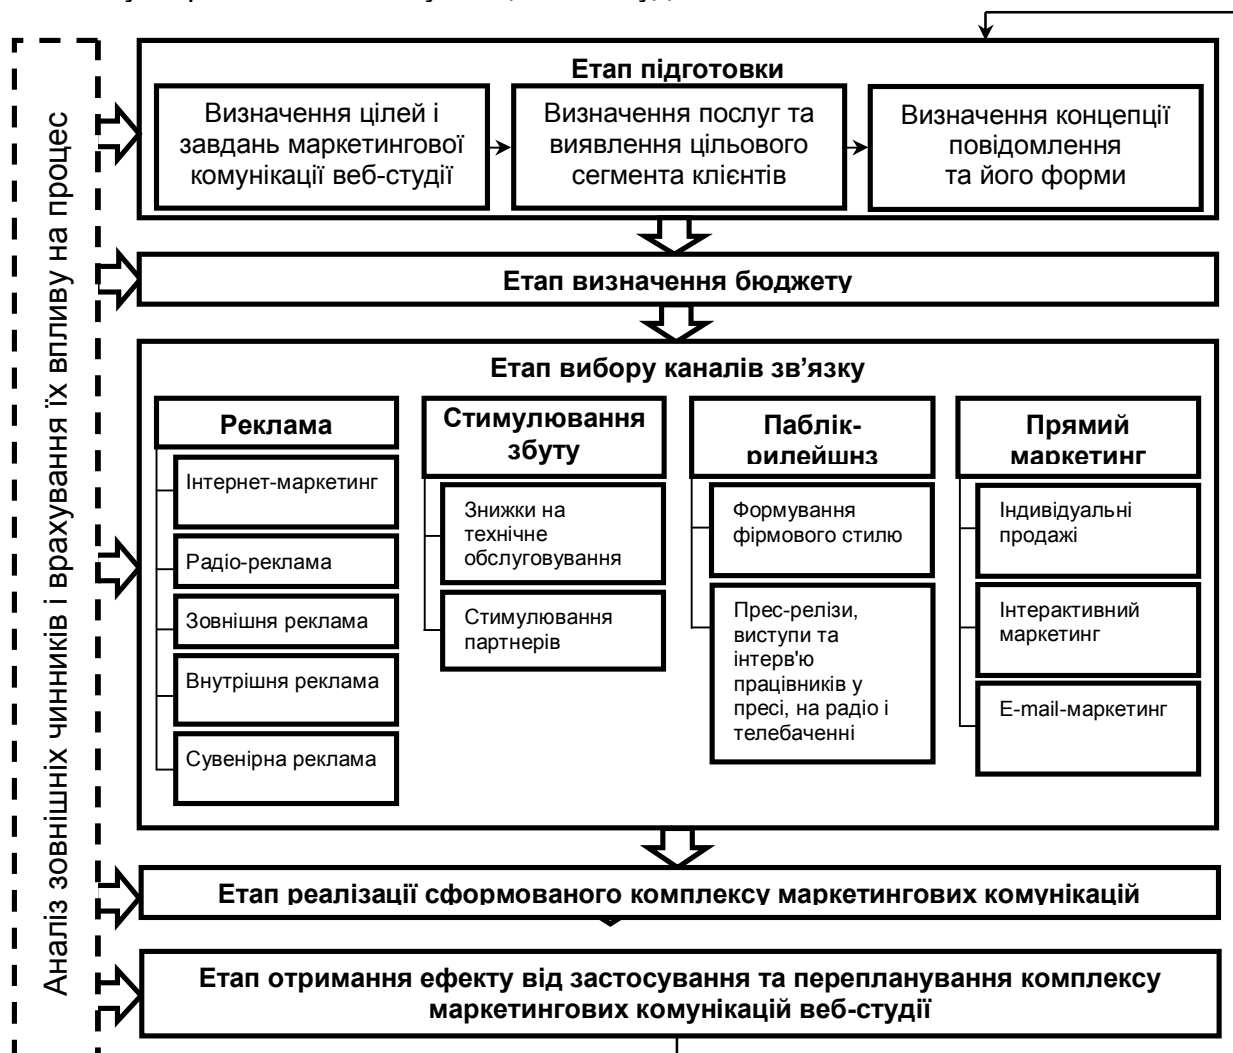 Аналіз зовнішніх чинників і врахування їх впливу на процес
Етап підготовки
Визначення цілей і
завдань маркетингової
комунікації веб-студії
Визначення послуг та
виявлення цільового
сегмента клієнтів
Визначення концепції
повідомлення
та його форми
Етап визначення бюджету
Етап вибору каналів зв’язку
Реклама
Інтернет-маркетинг
Радіо-реклама
Зовнішня реклама
Внутрішня реклама
Сувенірна реклама
Стимулювання
збуту
Знижки на
технічне
обслуговування
Стимулювання
партнерів
Паблік-
рилейшнз
Формування
фірмового стилю
Прес-релізи,
виступи та
інтерв'ю
працівників у
пресі, на радіо і
телебаченні
Прямий
маркетинг
Індивідуальні
продажі
Інтерактивний
маркетинг
E-mail-маркетинг
Етап реалізації сформованого комплексу маркетингових комунікацій
Етап отримання ефекту від застосування та перепланування комплексу
маркетингових комунікацій веб-студії